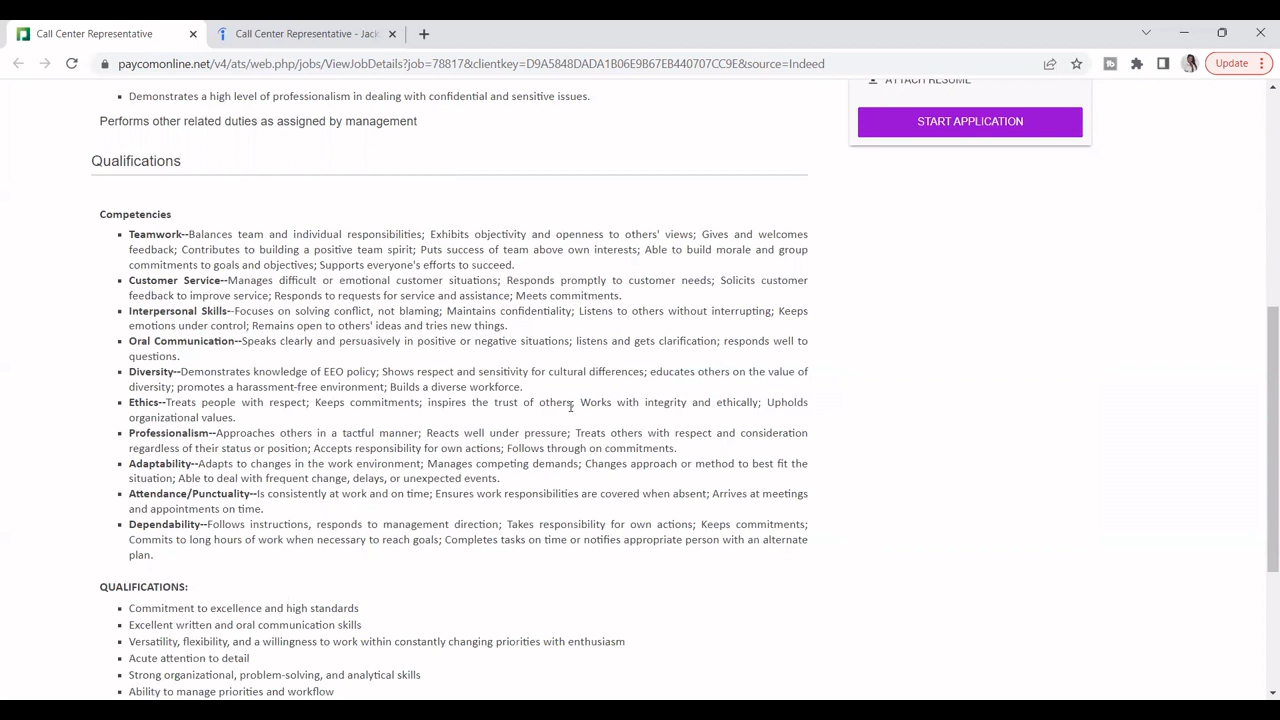 Call Center Representative
Call Center Representative - Jack
paycomonline.net/v4/ats/web.php/jobs/ViewJobDetails?job=78817&clientkey=D9A5848DADA1B06E9B67EB440707CC9E&source=Indeed
Update
Demonstrates a high level of professionalism in dealing with confidential and sensitive issues.
ATTACH RESUME
Performs other related duties as assigned by management
START APPLICATION
Qualifications
Competencies
Teamwork--Balances team and individual responsibilities; Exhibits objectivity and openness to others' views; Gives and welcomes
feedback; Contributes to building a positive team spirit; Puts success of team above own interests; Able to build morale and group
commitments to goals and objectives; Supports everyone's efforts to succeed.
Customer Service--Manages difficult or emotional customer situations; Responds promptly to customer needs; Solicits customer
feedback to improve service; Responds to requests for service and assistance; Meets commitments.
Interpersonal Skills--Focuses on solving conflict, not blaming; Maintains confidentiality; Listens to others without interrupting; Keeps
emotions under control; Remains open to others' ideas and tries new things.
Oral Communication--Speaks clearly and persuasively in positive or negative situations; listens and gets clarification; responds well to
questions.
Diversity--Demonstrates knowledge of EEO policy; Shows respect and sensitivity for cultural differences; educates others on the value of
diversity; promotes a harassment-free environment; Builds a diverse workforce.
Ethics--Treats people with respect; Keeps commitments; inspires the trust of others; Works with integrity and ethically; Upholds
organizational values.
Professionalism--Approaches others in a tactful manner; Reacts well under pressure; Treats others with respect and consideration
regardless of their status or position; Accepts responsibility for own actions; Follows through on commitments.
Adaptability--Adapts to changes in the work environment; Manages competing demands; Changes approach or method to best fit the
situation; Able to deal with frequent change, delays, or unexpected events.
Attendance/Punctuality--Is consistently at work and on time; Ensures work responsibilities are covered when absent; Arrives at meetings
and appointments on time.
Dependability--Follows instructions, responds to management direction; Takes responsibility for own actions; Keeps commitments;
Commits to long hours of work when necessary to reach goals; Completes tasks on time or notifies appropriate person with an alternate
plan.
QUALIFICATIONS:
Commitment to excellence and high standards
Excellent written and oral communication skills
Versatility, flexibility, and a willingness to work within constantly changing priorities with enthusiasm
Acute attention to detail
Strong organizational, problem-solving, and analytical skills
Ability to manage priorities and workflow